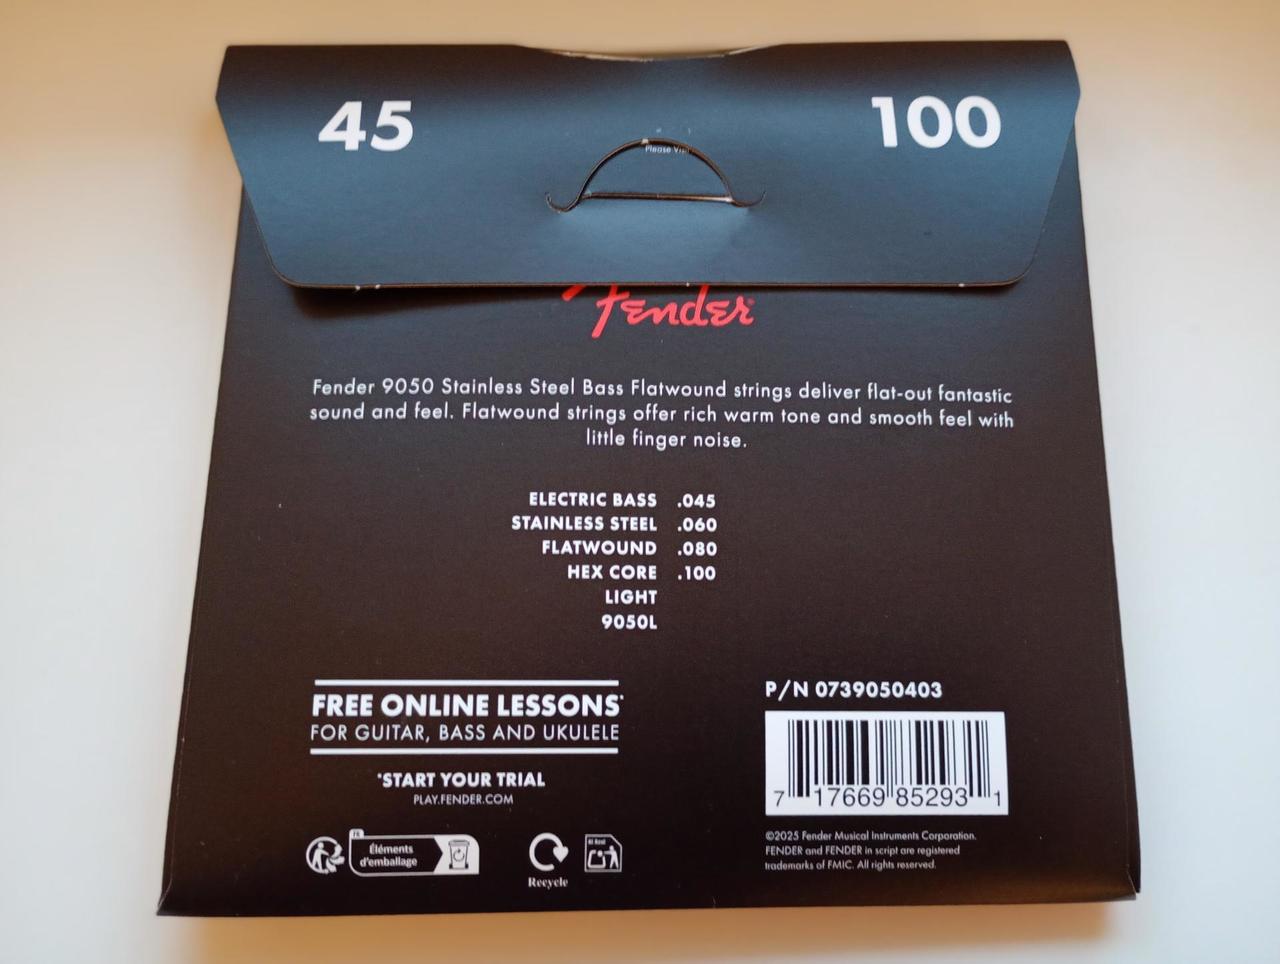 45
100
Please Visi
Fender
Fender 9050 Stainless Steel Bass Flatwound strings deliver flat-out fantastic
sound and feel. Flatwound strings offer rich warm tone and smooth feel with
little finger noise.
ELECTRIC BASS .045
STAINLESS STEEL .060
FLATWOUND .080
HEX CORE .100
LIGHT
9050L
FREE ONLINE LESSONS*
FOR GUITAR, BASS AND UKULELE
*START YOUR TRIAL
PLAY.FENDER.COM
FR
Éléments
d'emballage
Recycle
P/N 0739050403
7 17669 85293 1
©2025 Fender Musical Instruments Corporation.
FENDER and FENDER in script are registered
trademarks of FMIC. All rights reserved.